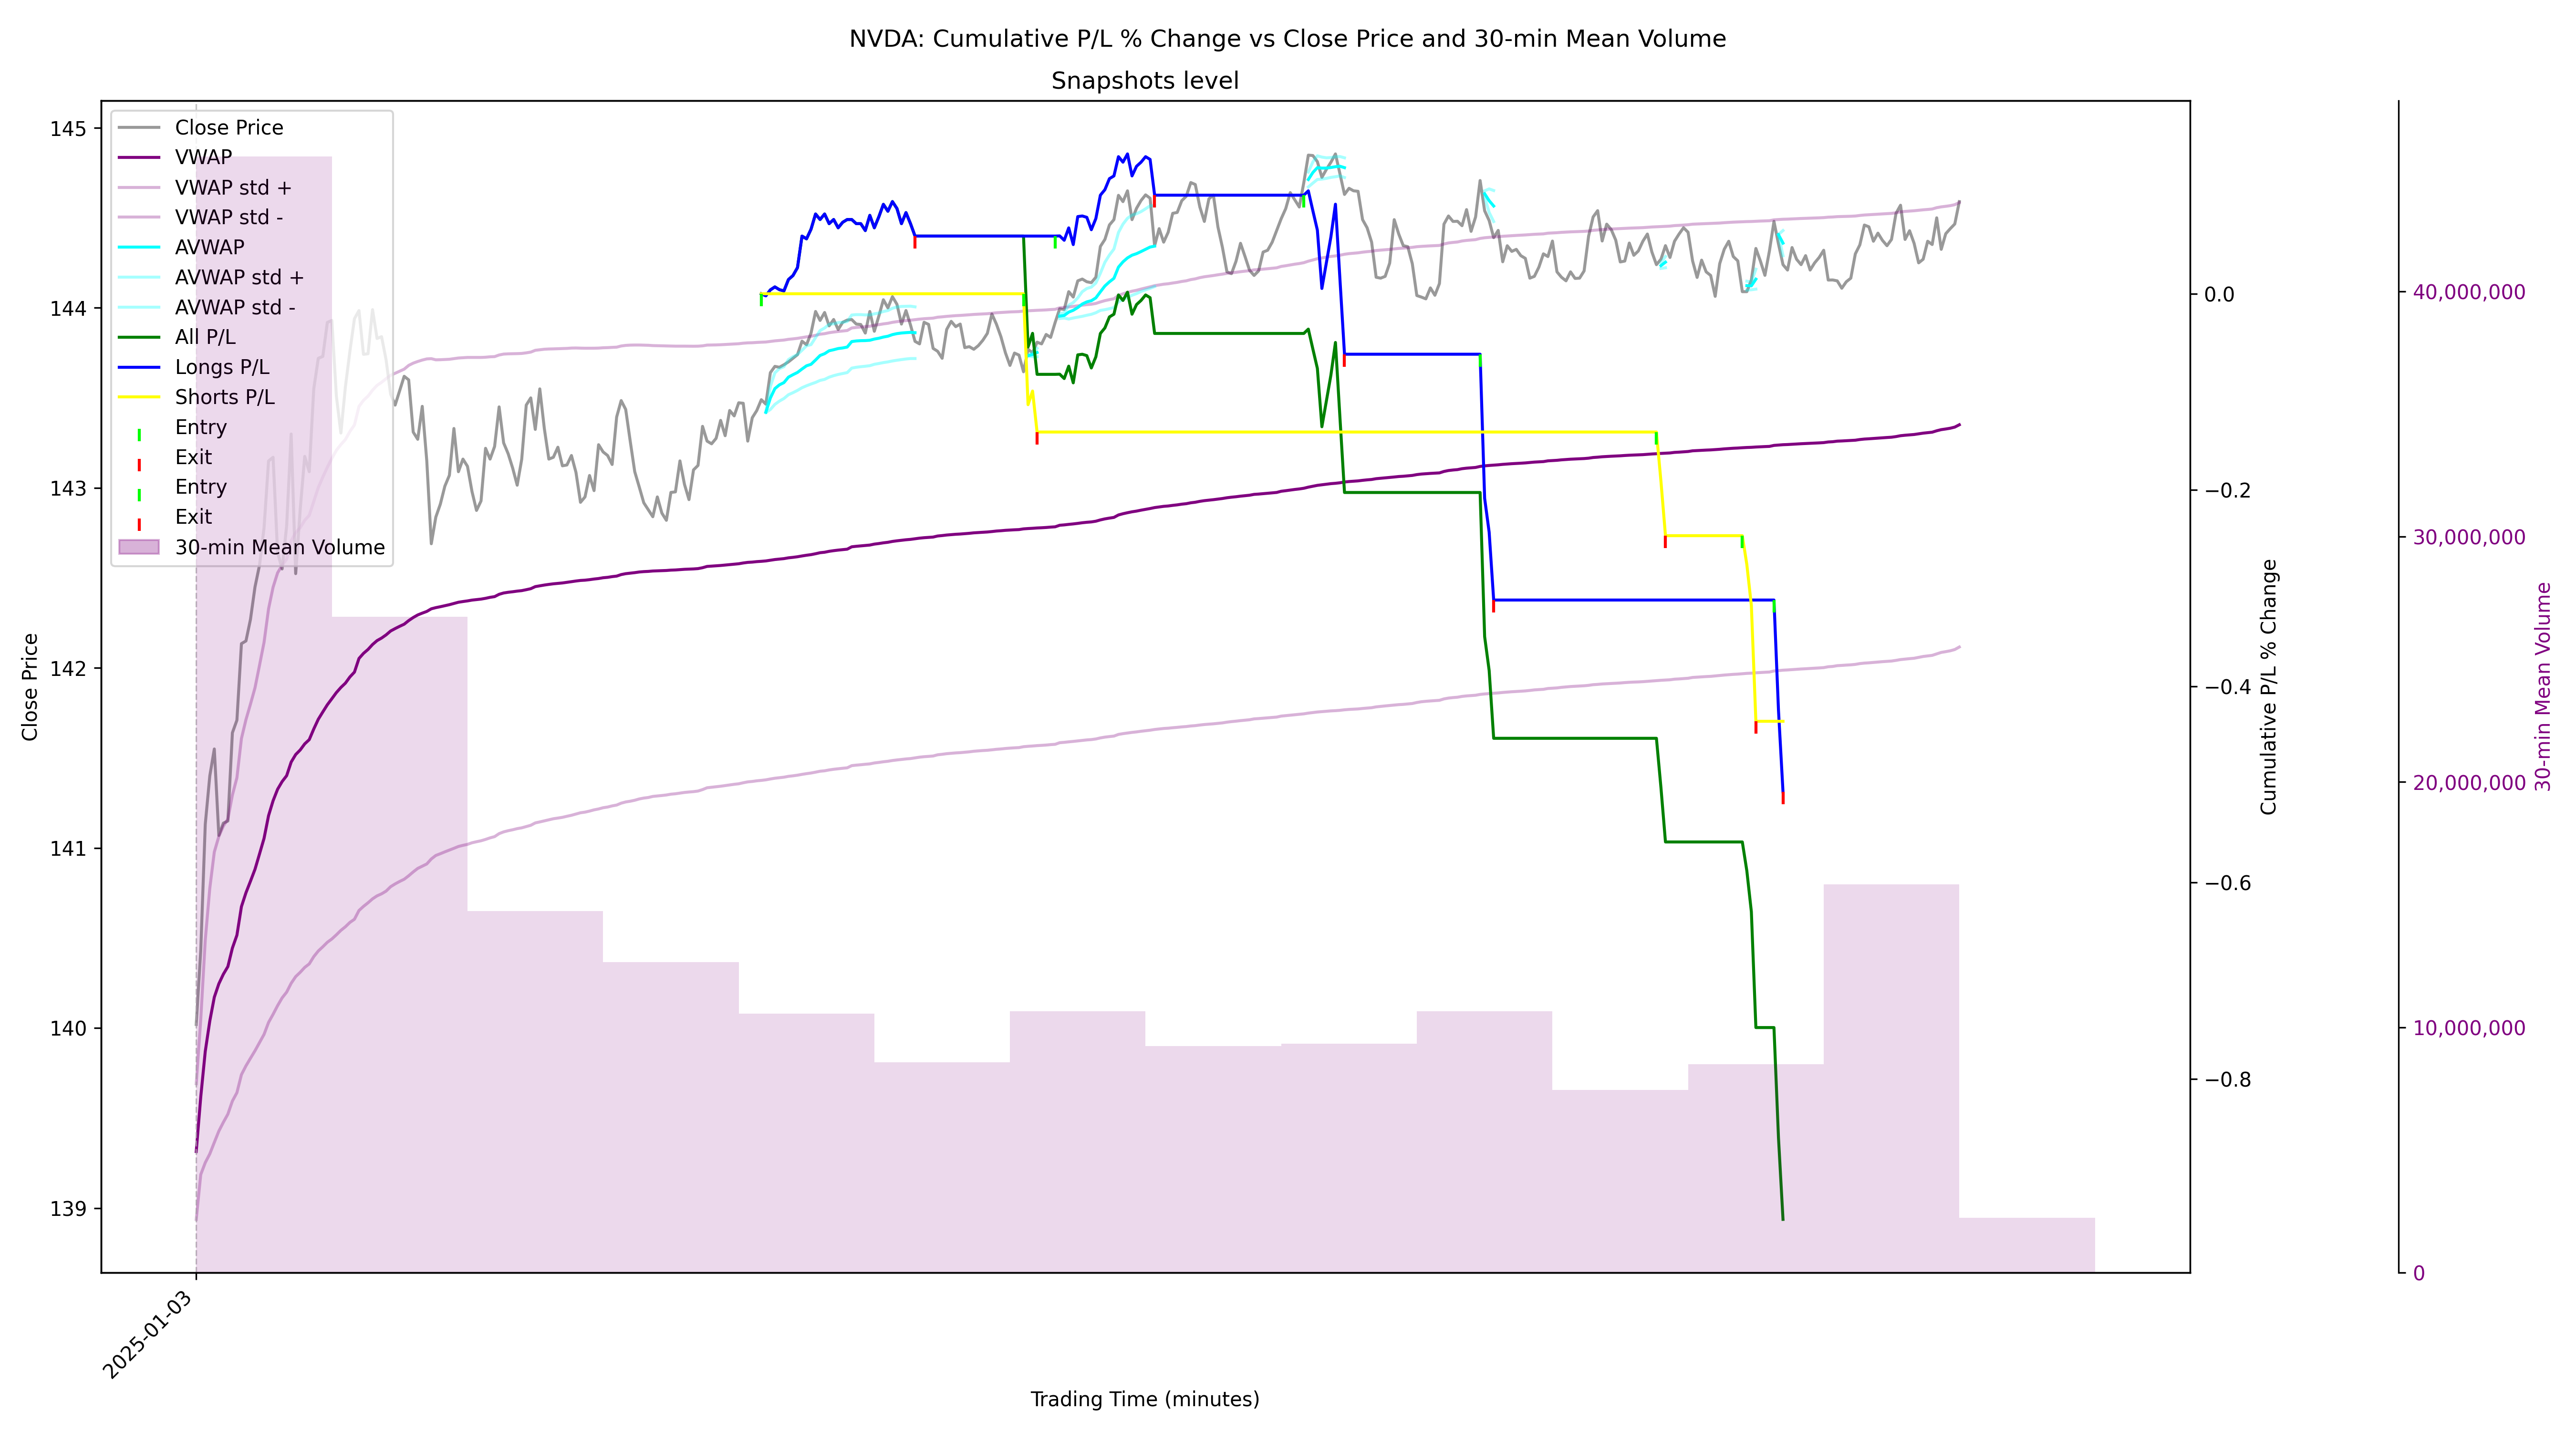 NVDA: Cumulative P/L % Change vs Close Price and 30-min Mean Volume
Snapshots level
Close Price
VWAP
VWAP std +
VWAP std -
AVWAP
AVWAP std +
AVWAP std -
All P/L
Longs P/L
Shorts P/L
Entry
Exit
Entry
Exit
30-min Mean Volume
145
144
143
142
141
140
139
Close Price
0.0
−0.2
−0.4
−0.6
−0.8
Cumulative P/L % Change
40,000,000
30,000,000
20,000,000
10,000,000
0
30-min Mean Volume
2025-01-03
Trading Time (minutes)